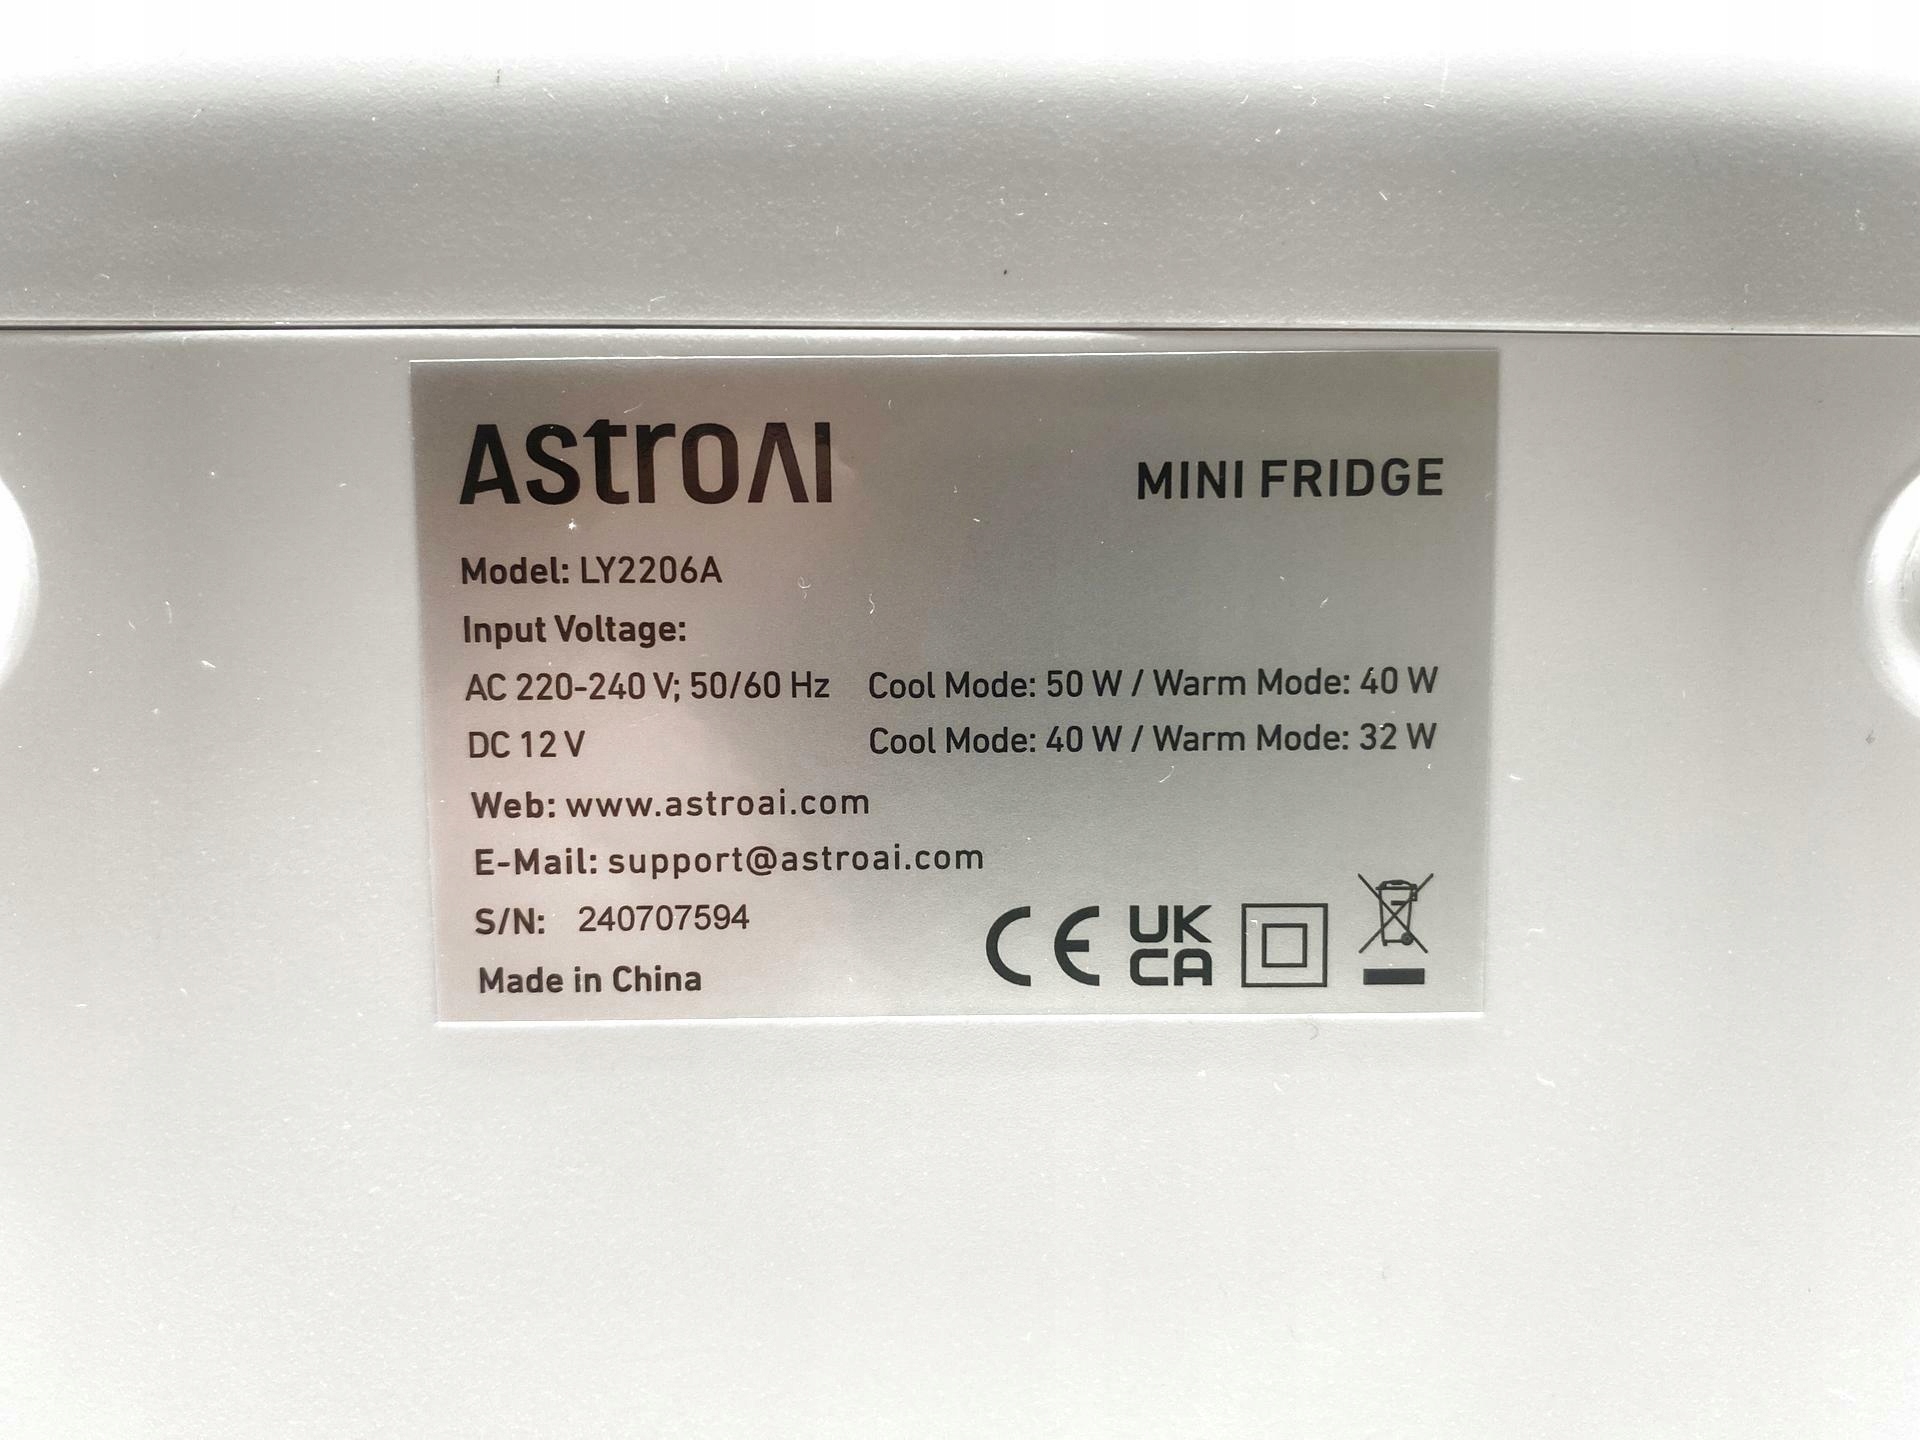 AstroAI
MINI FRIDGE
Model: LY2206A
Input Voltage:
AC 220-240 V; 50/60 Hz Cool Mode: 50 W / Warm Mode: 40 W
DC 12 V Cool Mode: 40 W / Warm Mode: 32 W
Web: www.astroai.com
E-Mail: support@astroai.com
S/N: 240707594
Made in China
CE UK
CA